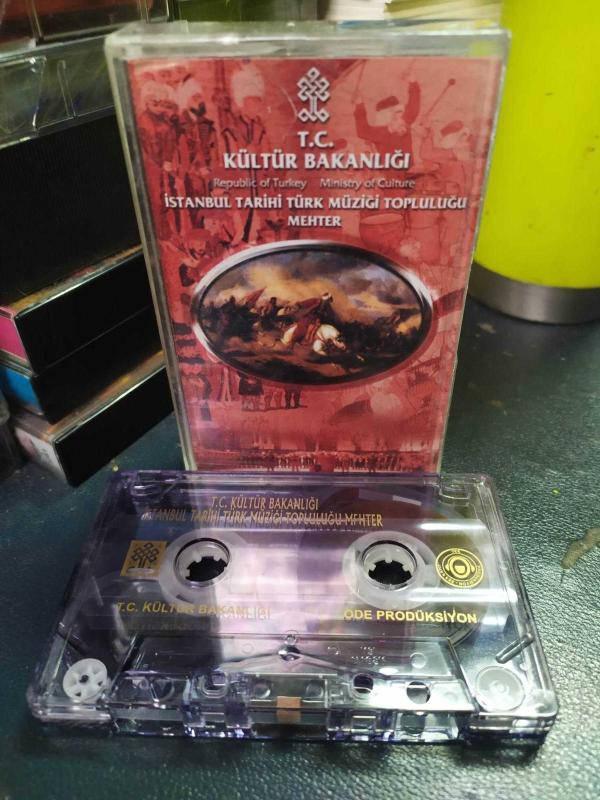 T.C.
KÜLTÜR BAKANLIĞI
Republic of Turkey Ministry of Culture
İSTANBUL TARİHİ TÜRK MÜZİĞİ TOPLULUĞU
MEHTER
T.C. KÜLTÜR BAKANLIĞI
İSTANBUL TARİHİ TÜRK MÜZİĞİ TOPLULUĞU MEHTER
T.C. KÜLTÜR BAKANLIĞI
ODE PRODÜKSİYON